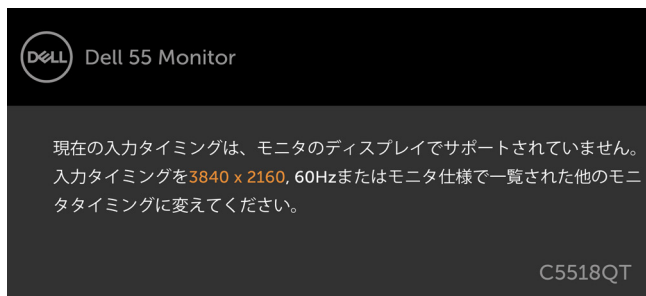 DELL
Dell 55 Monitor
現在の入力タイミングは、モニタのディスプレイでサポートされていません。
入力タイミングを3840 x 2160, 60Hzまたはモニタ仕様で一覧された他のモニ
タタイミングに変えてください。
C5518QT